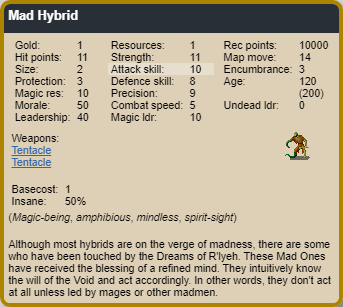 Mad Hybrid
Gold: 1 Resources: 1 Rec points: 10000
Hit points: 11 Strength: 11 Map move: 14
Size: 2 Attack skill: 10 Encumbrance: 3
Protection: 3 Defence skill: 8 Age: 120
Magic res: 10 Precision: 9 (200)
Morale: 50 Combat speed: 5 Undead ldr: 0
Leadership: 40 Magic ldr: 10
Weapons:
Tentacle
Tentacle
Basecost: 1
Insane: 50%
(Magic-being, amphibious, mindless, spirit-sight)
Although most hybrids are on the verge of madness, there are some
who have been touched by the Dreams of R'lyeh. These Mad Ones
have received the blessing of a refined mind. They intuitively know
the will of the Void and act accordingly. In other words, they don't act
at all unless led by mages or other madmen.